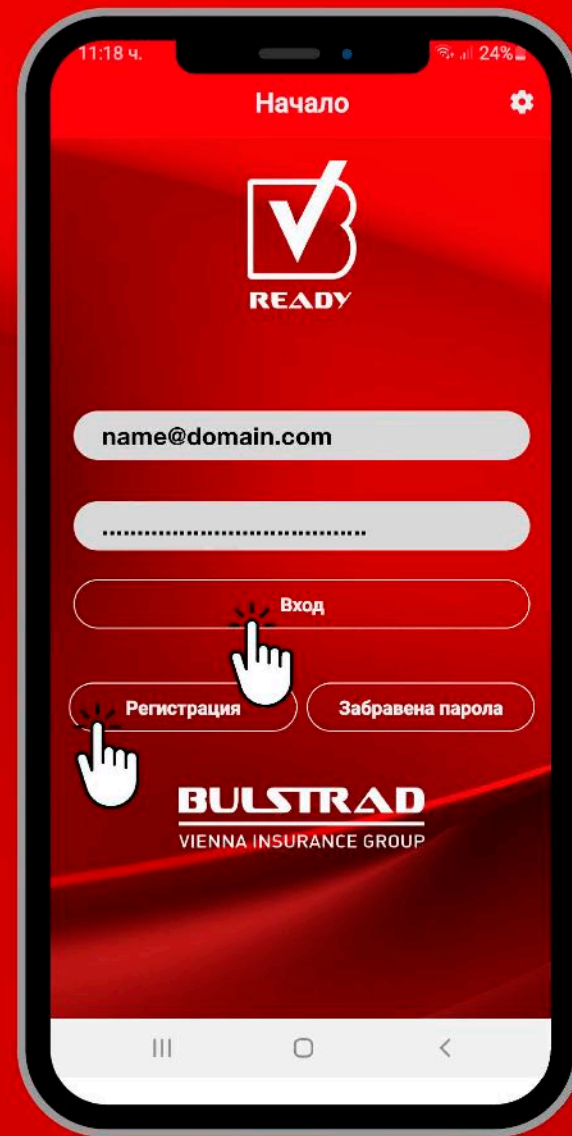 11:18 ч.
24%
Начало
B
READY
name@domain.com
......................................
Вход
Регистрация
Забравена парола
BULSTRAD
VIENNA INSURANCE GROUP